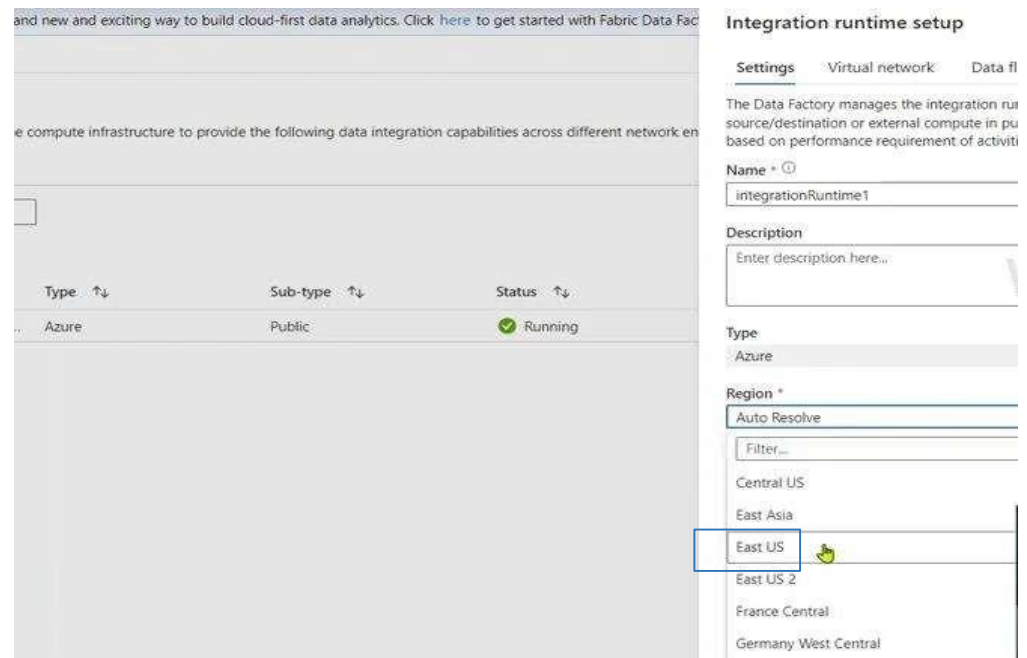 and new and exciting way to build cloud-first data analytics. Click here to get started with Fabric Data Fac
e compute infrastructure to provide the following data integration capabilities across different network en
Type
Sub-type
Status
.. Azure
Public
Running
Integration runtime setup
Settings
Virtual network
Data fl
The Data Factory manages the integration ru
source/destination or external compute in pu
based on performance requirement of activiti
Name *
integrationRuntime1
Description
Enter description here...
Type
Azure
Region *
Auto Resolve
Filter...
Central US
East Asia
East US
East US 2
France Central
Germany West Central